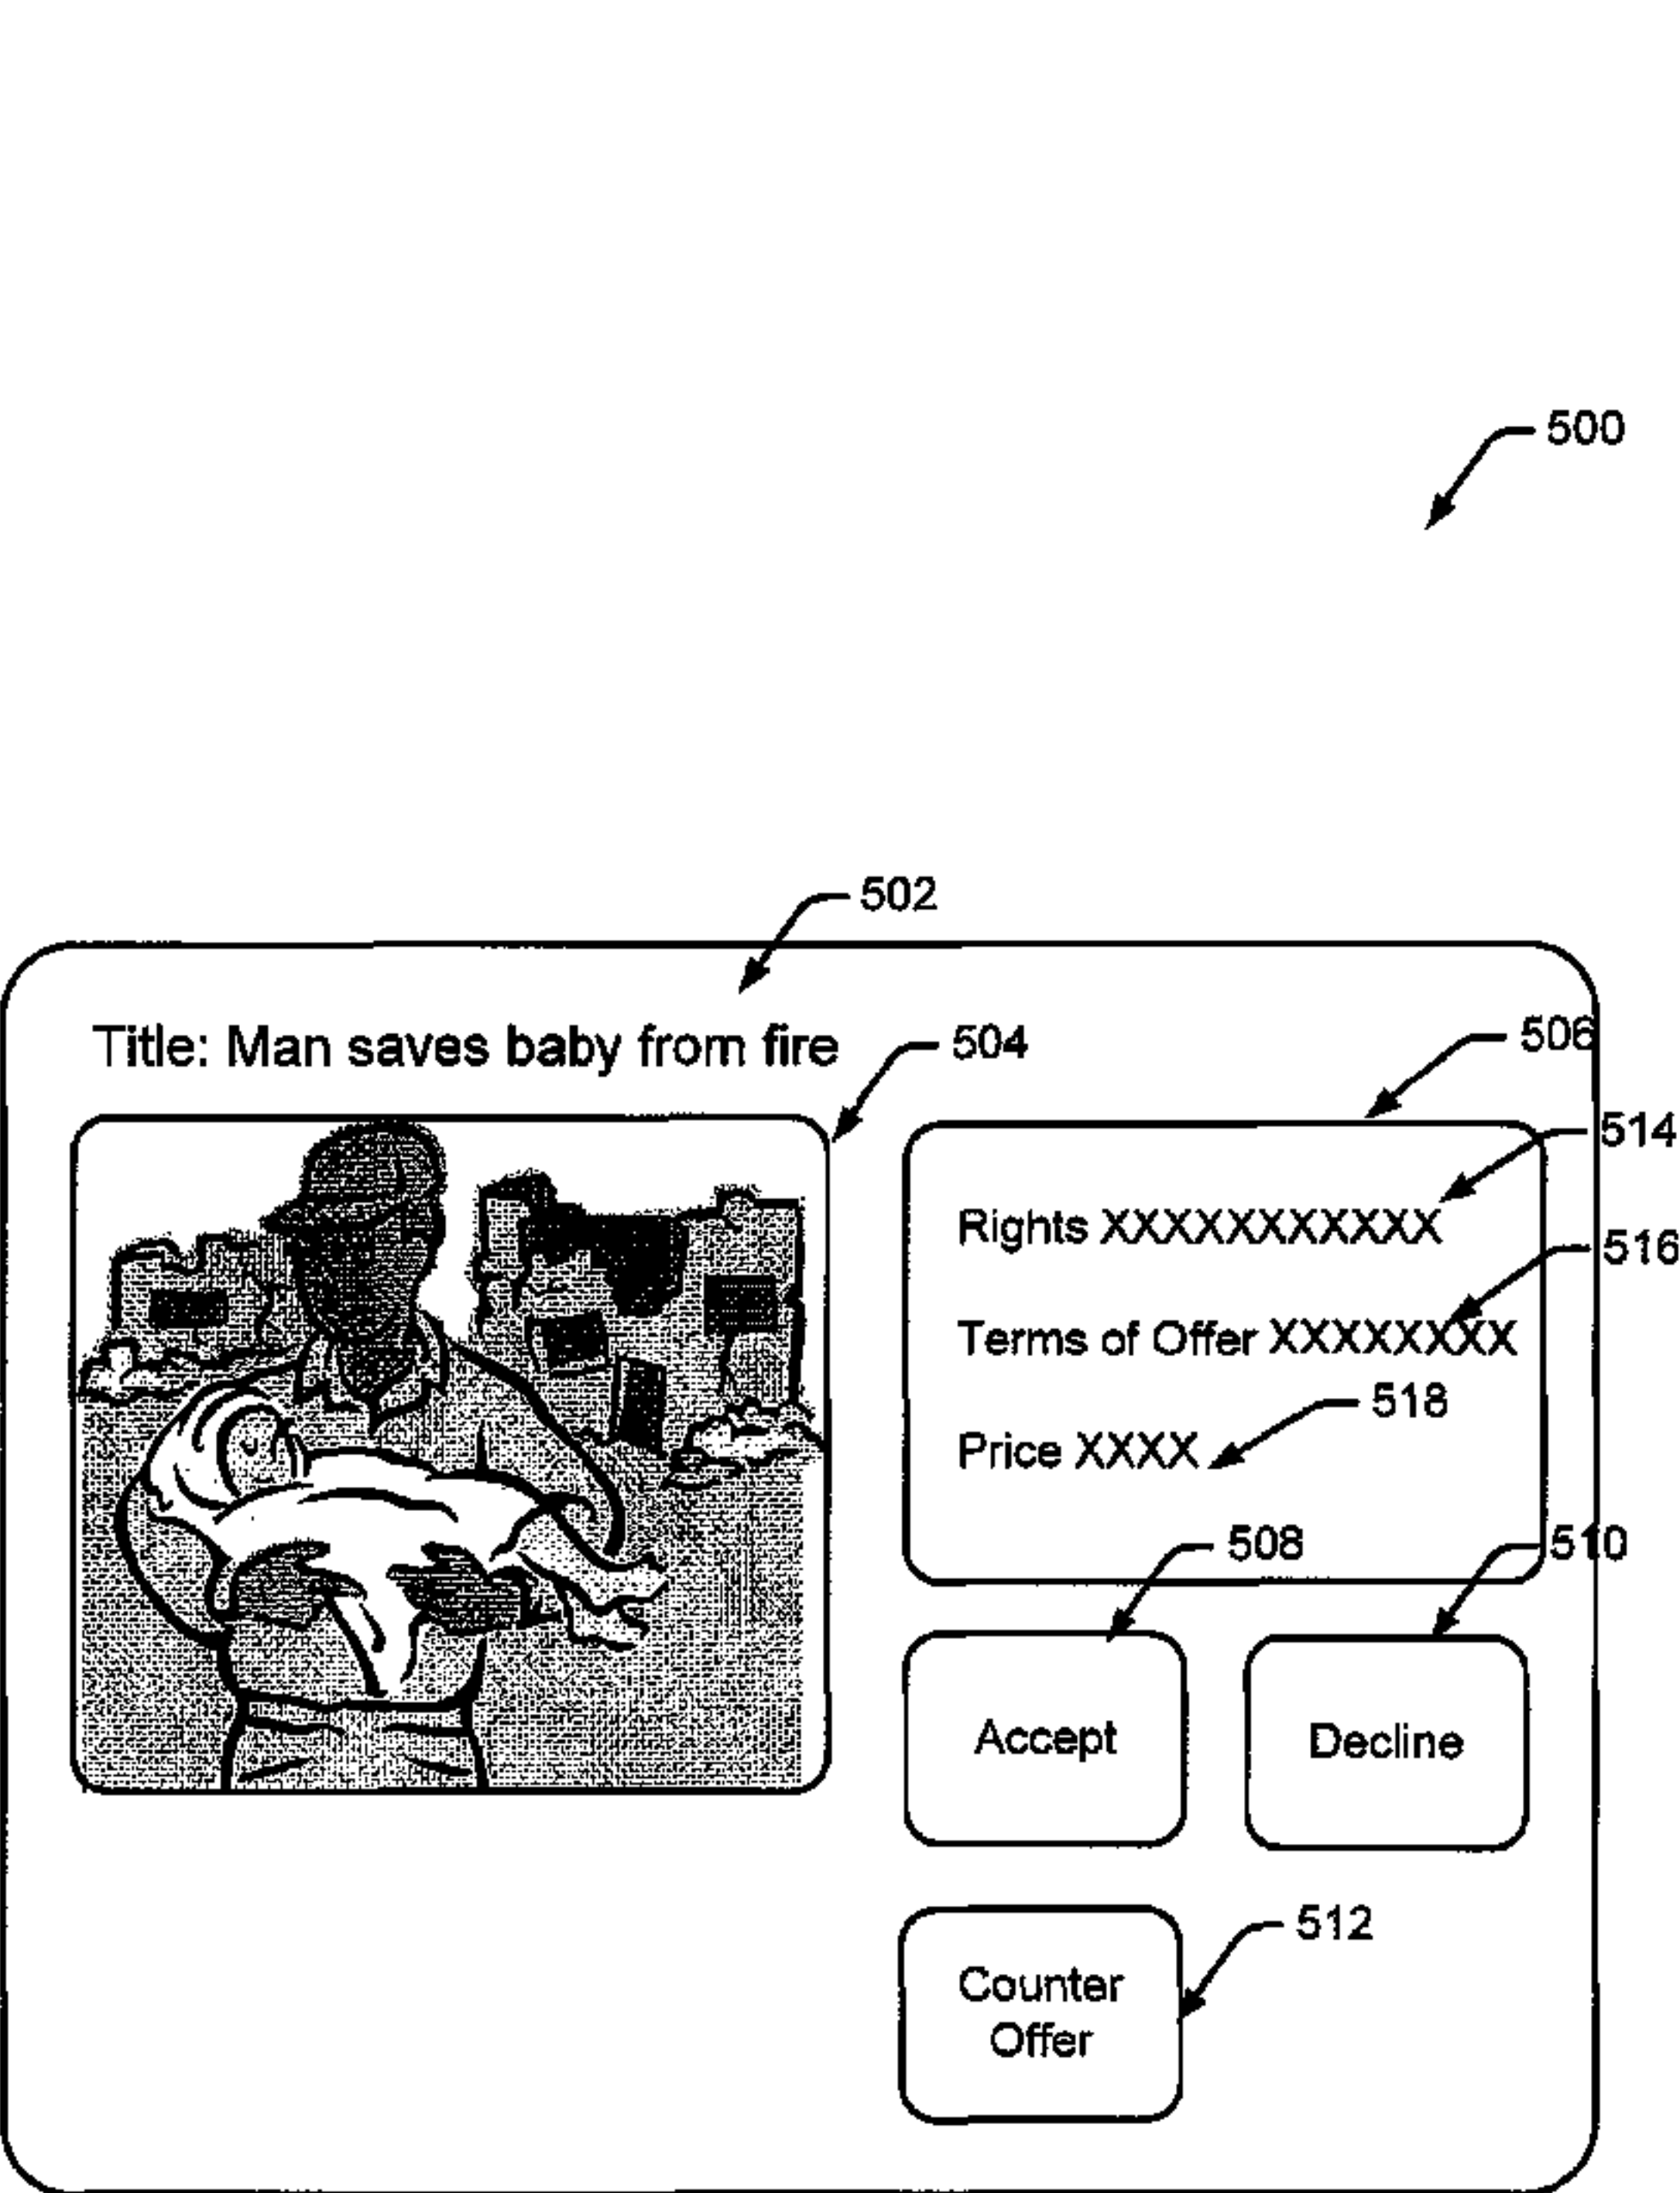 500
502
Title: Man saves baby from fire
504
506
514
Rights XXXXXXXXXXX
516
Terms of Offer XXXXXXXX
518
Price XXXX
508
510
Accept
Decline
512
Counter
Offer